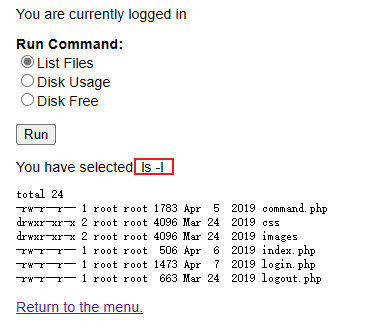 You are currently logged in
Run Command:
List Files
Disk Usage
Disk Free
Run
You have selected ls -l
total 24
-rw-r--r-- 1 root root 1783 Apr  5  2019 command.php
drwxr-xr-x 2 root root 4096 Mar 24  2019 css
drwxr-xr-x 2 root root 4096 Mar 24  2019 images
-rw-r--r-- 1 root root  506 Apr  6  2019 index.php
-rw-r--r-- 1 root root 1473 Apr  7  2019 login.php
-rw-r--r-- 1 root root  663 Mar 24  2019 logout.php
Return to the menu.